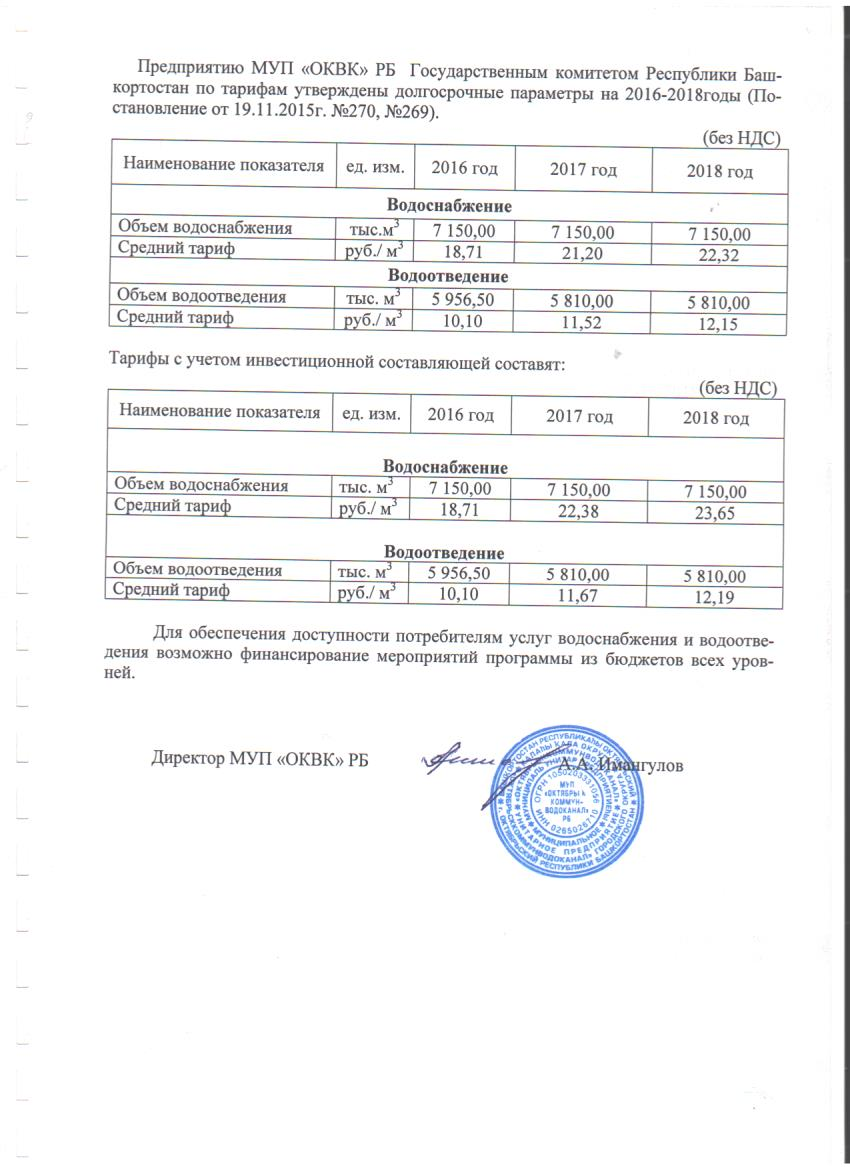 Предприятию МУП «ОКВК» РБ Государственным комитетом Республики Баш-
кортостан по тарифам утверждены долгосрочные параметры на 2016-2018годы (По-
становление от 19.11.2015г. №270, №269).
(без НДС)
Наименование показателя ед. изм. 2016 год 2017 год 2018 год
Водоснабжение
Объем водоснабжения тыс.м³ 7 150,00 7 150,00 7 150,00
Средний тариф руб./ м³ 18,71 21,20 22,32
Водоотведение
Объем водоотведения тыс. м³ 5 956,50 5 810,00 5 810,00
Средний тариф руб./ м³ 10,10 11,52 12,15
Тарифы с учетом инвестиционной составляющей составят:
(без НДС)
Наименование показателя ед. изм. 2016 год 2017 год 2018 год
Водоснабжение
Объем водоснабжения тыс. м³ 7 150,00 7 150,00 7 150,00
Средний тариф руб./ м³ 18,71 22,38 23,65
Водоотведение
Объем водоотведения тыс. м³ 5 956,50 5 810,00 5 810,00
Средний тариф руб./ м³ 10,10 11,67 12,19
Для обеспечения доступности потребителям услуг водоснабжения и водоотве-
дения возможно финансирование мероприятий программы из бюджетов всех уров-
ней.
Директор МУП «ОКВК» РБ А.А. Имангулов
МУП
КОММУН-
ВОДОКАНАЛ»
РБ
ОГРН 1050203331056
ИНН 0265026710